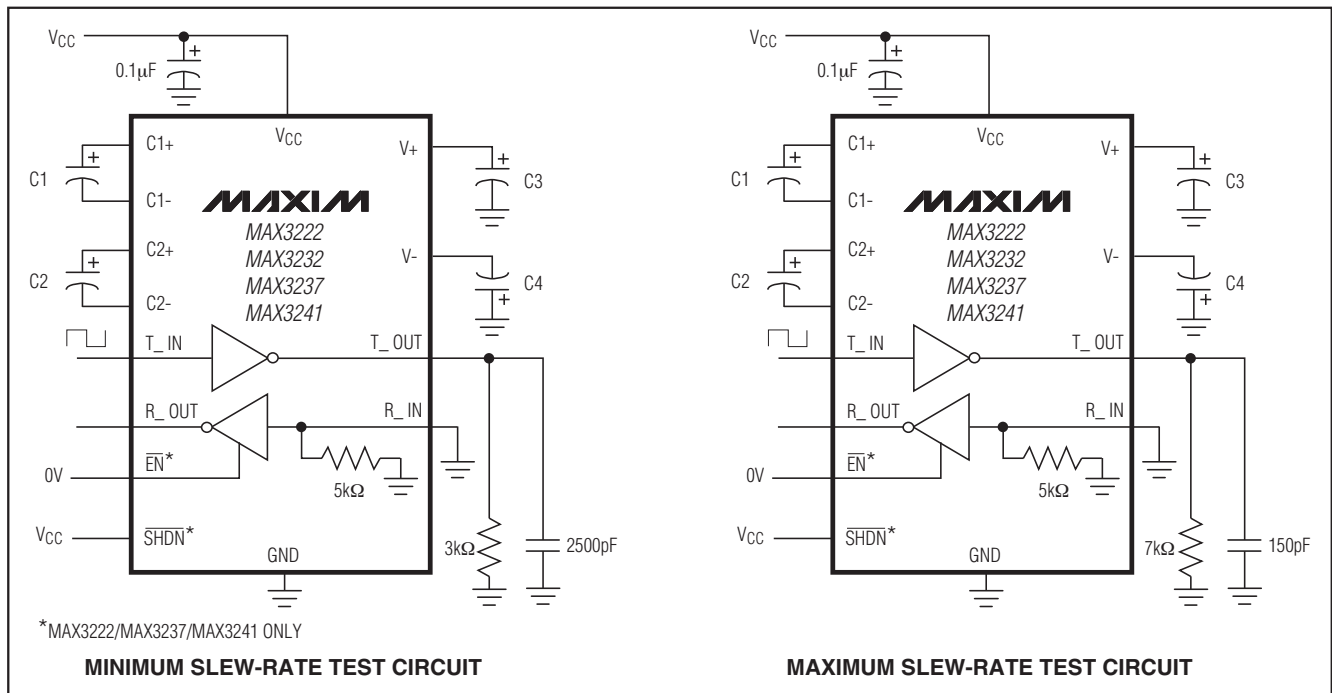 VCC
0.1µF
+
VCC
C1+
+
C1
C1-
V+
+
C3
MAXIM
MAX3222
MAX3232
MAX3237
MAX3241
C2+
+
C2
C2-
V-
C4
+
T_ IN
T_ OUT
R_ OUT
R_ IN
0V
EN*
5kΩ
VCC
SHDN*
GND
3kΩ
2500pF
*MAX3222/MAX3237/MAX3241 ONLY
MINIMUM SLEW-RATE TEST CIRCUIT
VCC
0.1µF
+
VCC
C1+
+
C1
C1-
V+
+
C3
MAXIM
MAX3222
MAX3232
MAX3237
MAX3241
C2+
+
C2
C2-
V-
C4
+
T_ IN
T_ OUT
R_ OUT
R_ IN
0V
EN*
5kΩ
VCC
SHDN*
GND
7kΩ
150pF
MAXIMUM SLEW-RATE TEST CIRCUIT